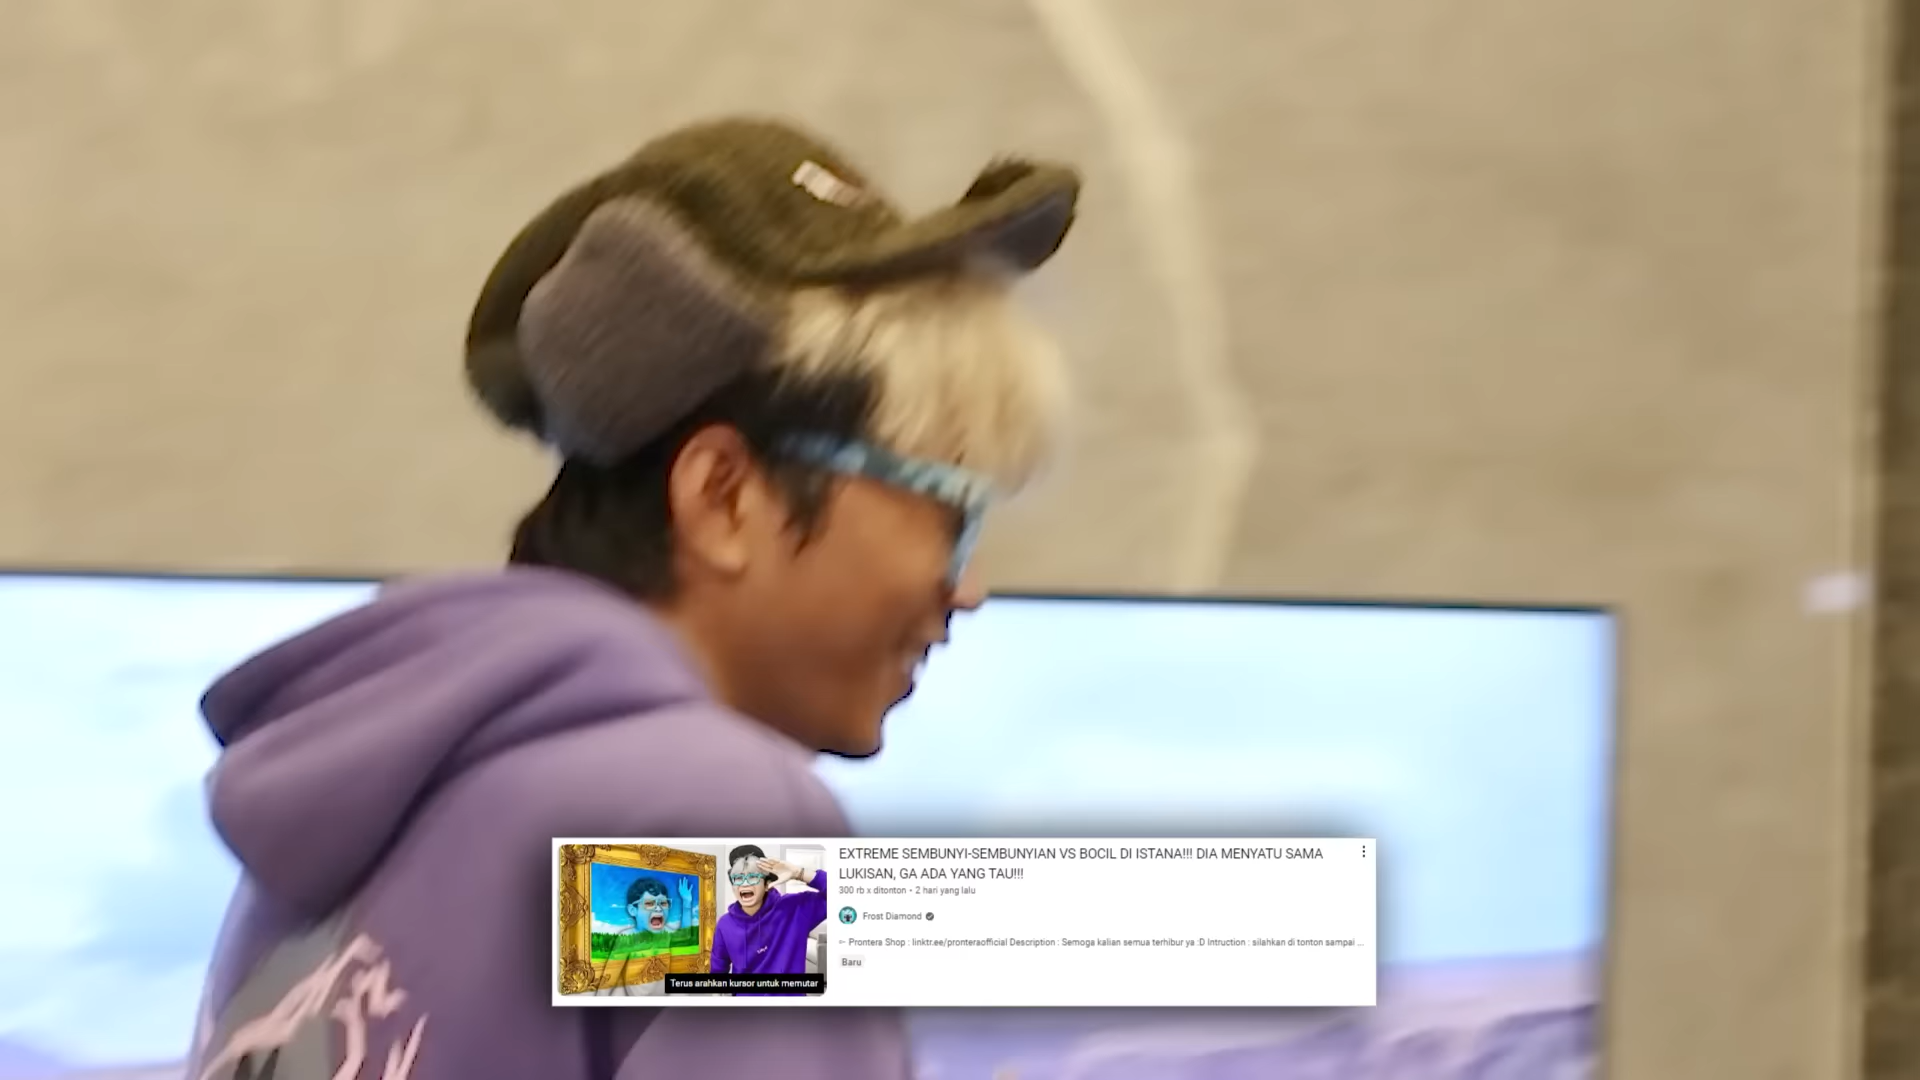 EXTREME SEMBUNYI-SEMBUNYIAN VS BOCIL DI ISTANA!!! DIA MENYATU SAMA
LUKISAN, GA ADA YANG TAU!!!
300 rb x ditonton • 2 hari yang lalu
Frost Diamond
Prontera Shop : linktr.ee/pronteraofficial Description : Semoga kalian semua terhibur ya :D Intruction : silahkan di tonton sampai ...
Baru
Terus arahkan kursor untuk memutar